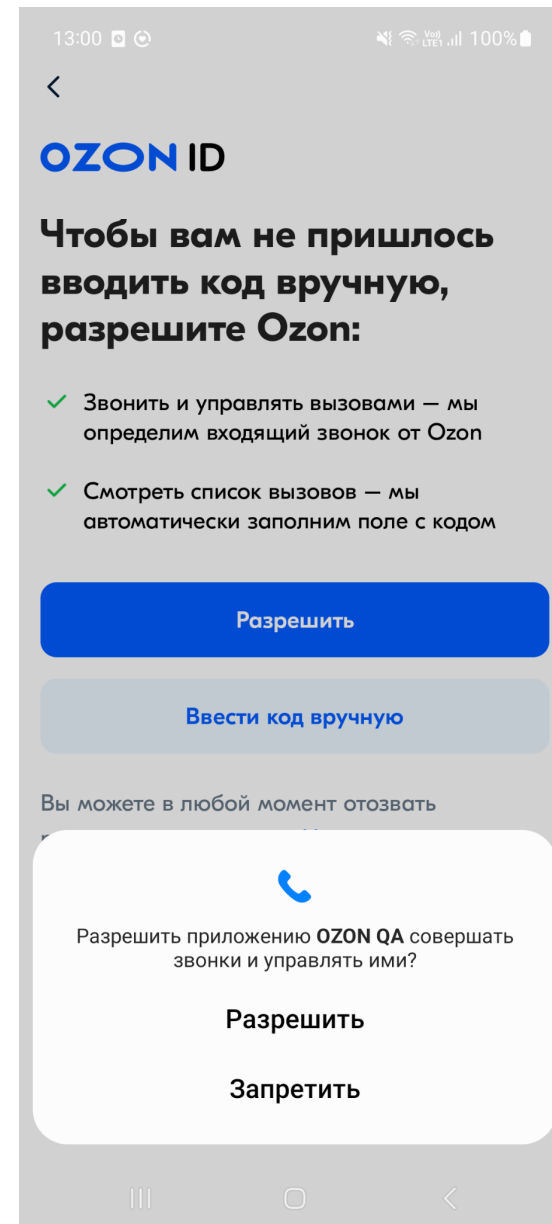 13:00
Vo)) LTE1 100%
OZON ID
Чтобы вам не пришлось
вводить код вручную,
разрешите Ozon:
Звонить и управлять вызовами — мы
определим входящий звонок от Ozon
Смотреть список вызовов — мы
автоматически заполним поле с кодом
Разрешить
Ввести код вручную
Вы можете в любой момент отозвать
Разрешить приложению OZON QA совершать
звонки и управлять ими?
Разрешить
Запретить